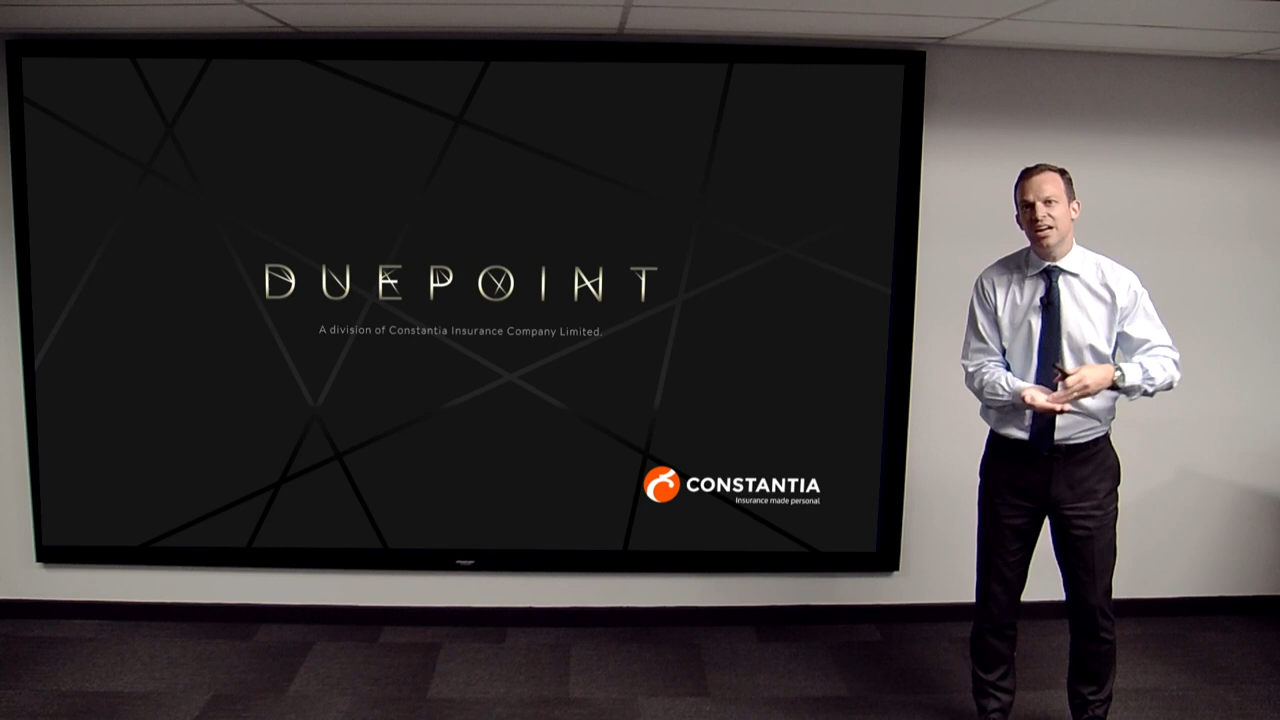 DUEPOINT
A division of Constantia Insurance Company Limited.
CONSTANTIA
Insurance made personal